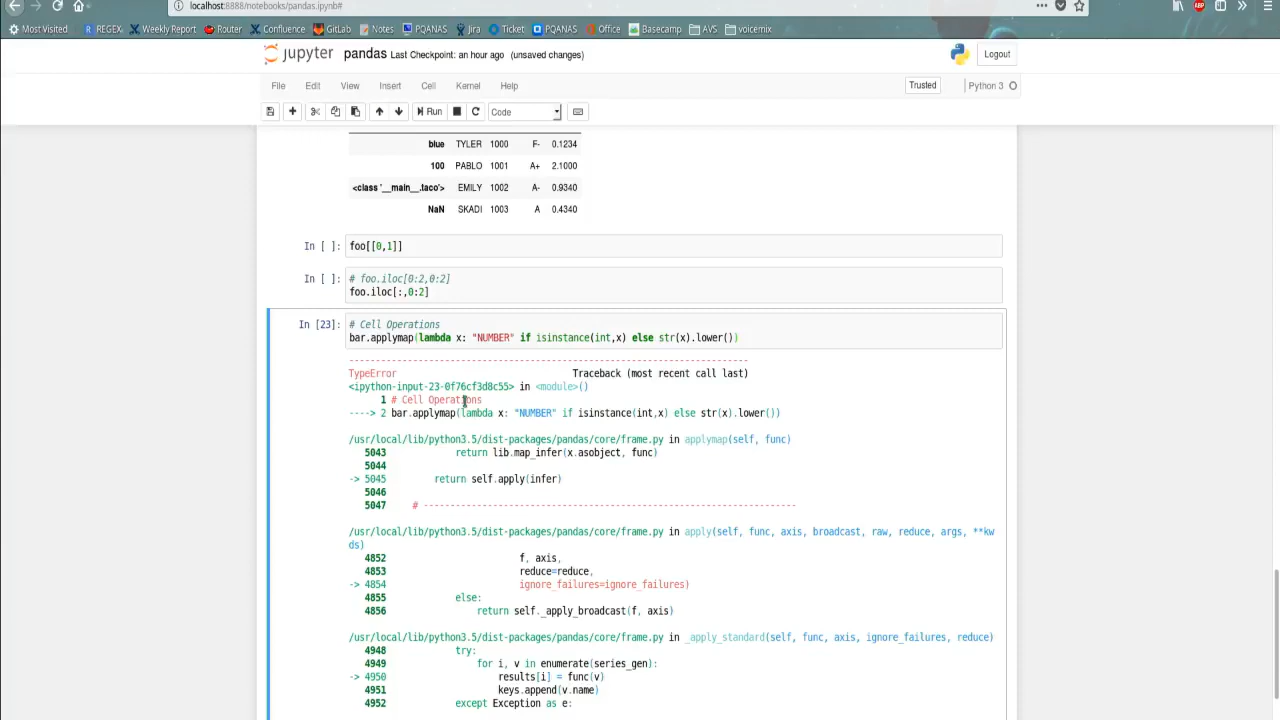 localhost:8888/notebooks/pandas.ipynb#
Most Visited REGEX Weekly Report Router Confluence GitLab Notes PQANAS Jira Ticket PQANAS Office Basecamp AVS voicemix
jupyter pandas Last Checkpoint: an hour ago (unsaved changes) Logout
File Edit View Insert Cell Kernel Help Trusted Python 3
Run Code
blue TYLER 1000 F- 0.1234
100 PABLO 1001 A+ 2.1000
<class '__main__.taco'> EMILY 1002 A- 0.9340
NaN SKADI 1003 A 0.4340
In [ ]: foo[[0,1]]
In [ ]: # foo.iloc[0:2,0:2]
foo.iloc[:,0:2]
In [23]: # Cell Operations
bar.applymap(lambda x: "NUMBER" if isinstance(int,x) else str(x).lower())
---------------------------------------------------------------------------
TypeError Traceback (most recent call last)
<ipython-input-23-0f76cf3d8c55> in <module>()
1 # Cell Operations
----> 2 bar.applymap(lambda x: "NUMBER" if isinstance(int,x) else str(x).lower())
/usr/local/lib/python3.5/dist-packages/pandas/core/frame.py in applymap(self, func)
5043 return lib.map_infer(x.asobject, func)
5044
-> 5045 return self.apply(infer)
5046
5047 # ----------------------------------------------------------------------
/usr/local/lib/python3.5/dist-packages/pandas/core/frame.py in apply(self, func, axis, broadcast, raw, reduce, args, **kw
ds)
4852 f, axis,
4853 reduce=reduce,
-> 4854 ignore_failures=ignore_failures)
4855 else:
4856 return self._apply_broadcast(f, axis)
/usr/local/lib/python3.5/dist-packages/pandas/core/frame.py in _apply_standard(self, func, axis, ignore_failures, reduce)
4948 try:
4949 for i, v in enumerate(series_gen):
-> 4950 results[i] = func(v)
4951 keys.append(v.name)
4952 except Exception as e: